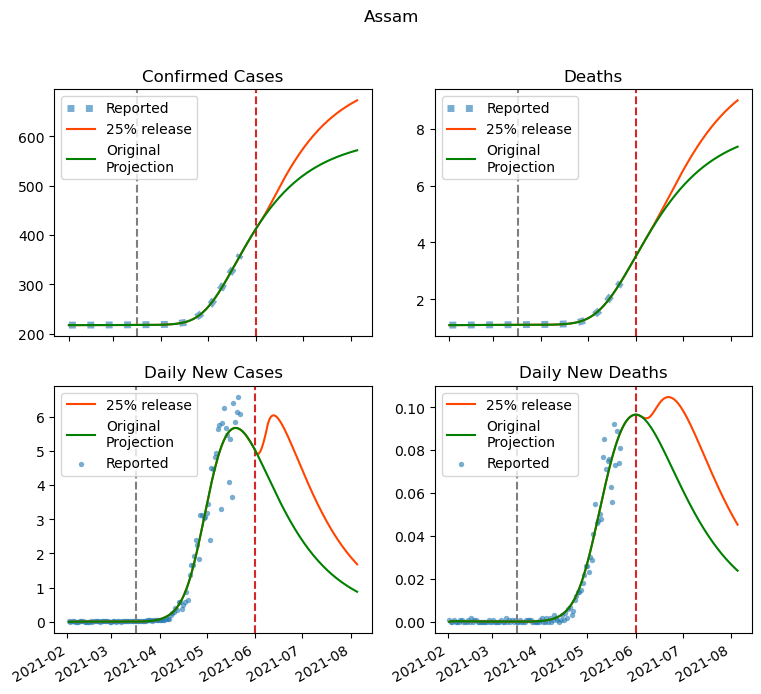 Assam
Confirmed Cases
Reported
25% release
Original
Projection
600
500
400
300
200
Deaths
Reported
25% release
Original
Projection
8
6
4
2
Daily New Cases
25% release
Original
Projection
Reported
6
5
4
3
2
1
0
2021-02
2021-03
2021-04
2021-05
2021-06
2021-07
2021-08
Daily New Deaths
25% release
Original
Projection
Reported
0.10
0.08
0.06
0.04
0.02
0.00
2021-02
2021-03
2021-04
2021-05
2021-06
2021-07
2021-08